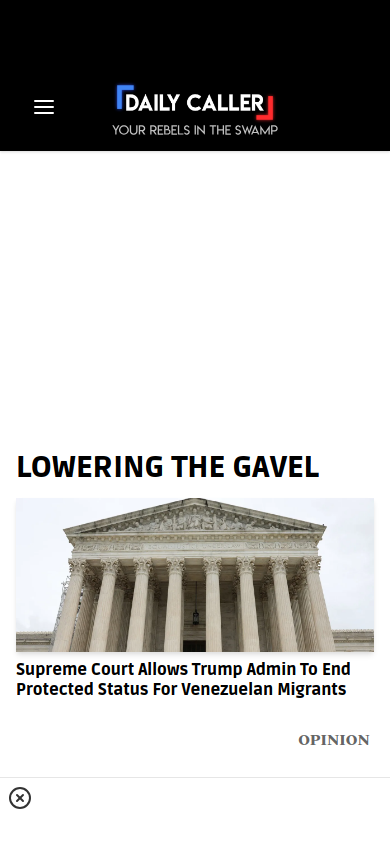 DAILY CALLER
YOUR REBELS IN THE SWAMP
LOWERING THE GAVEL
Supreme Court Allows Trump Admin To End
Protected Status For Venezuelan Migrants
OPINION